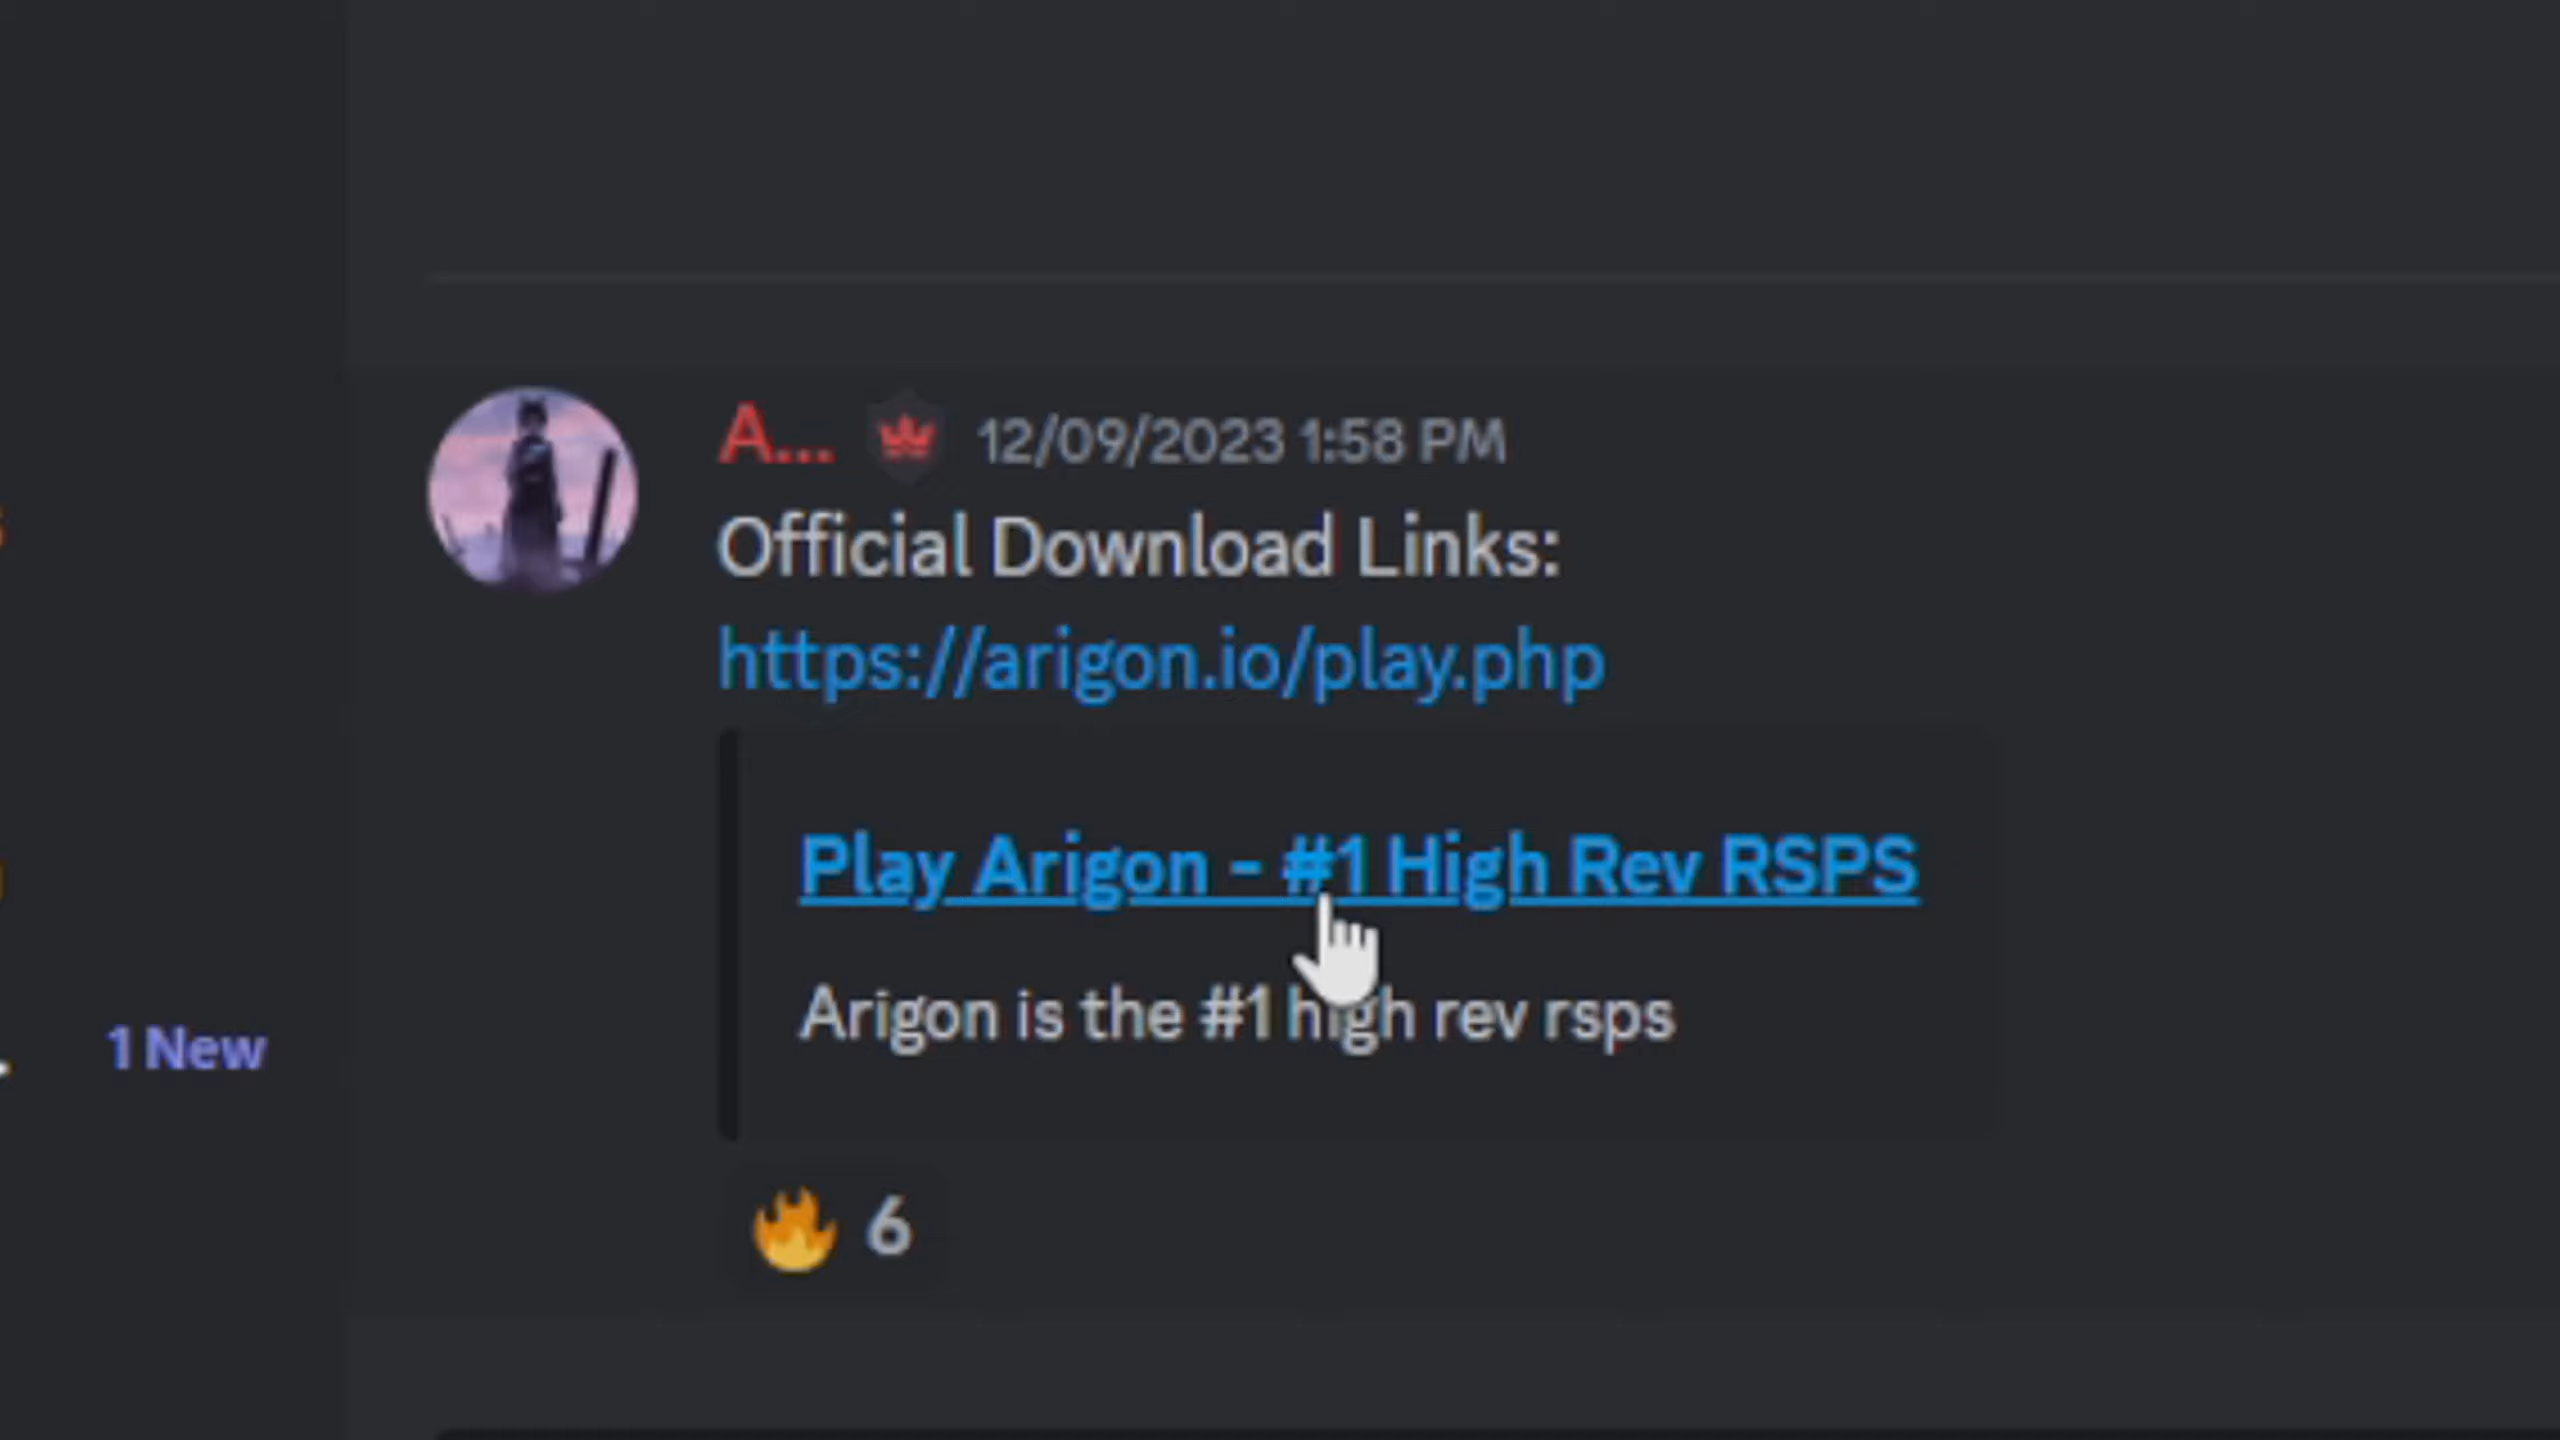 A... 12/09/2023 1:58 PM
Official Download Links:
https://arigon.io/play.php
Play Arigon - #1 High Rev RSPS
Arigon is the #1 high rev rsps
1 New
6